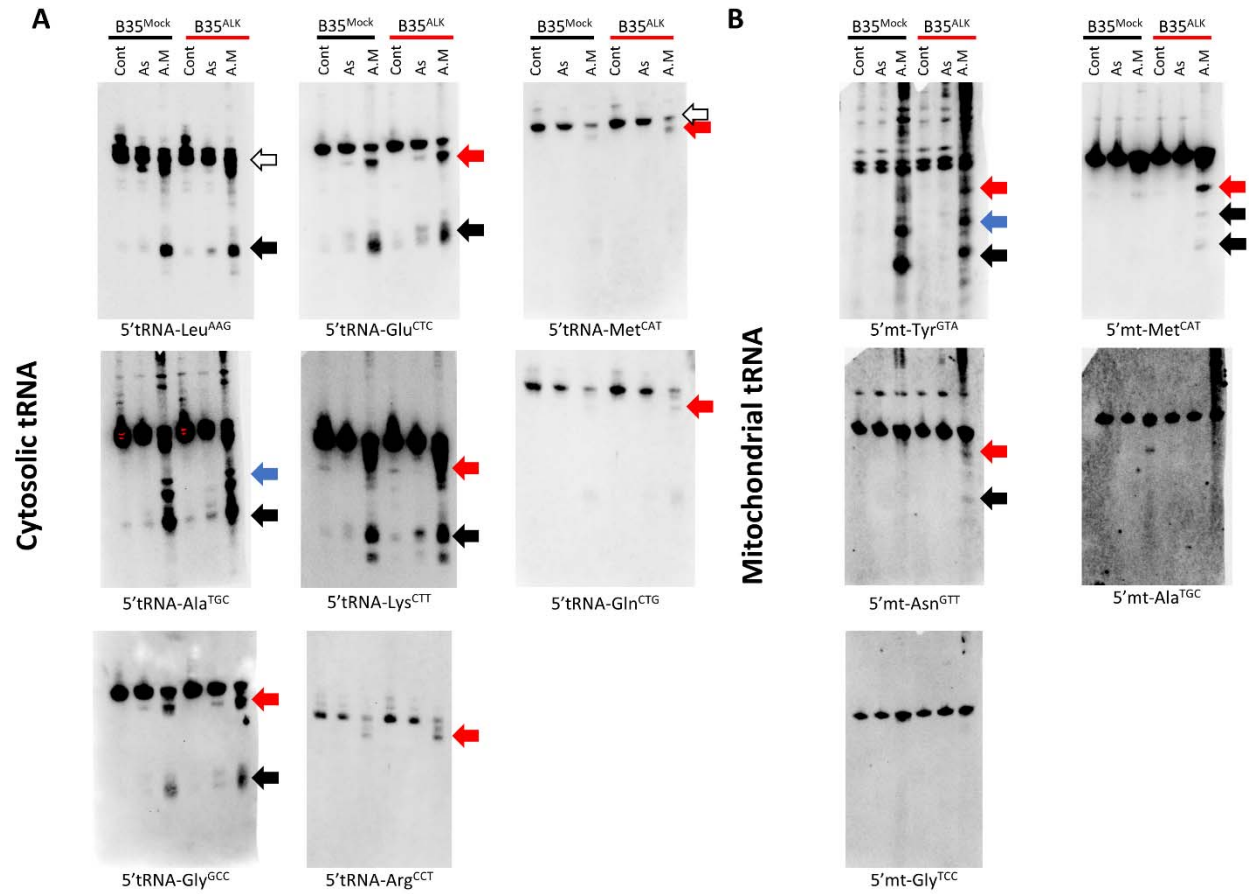 A
B35Mock B35ALK
Cont As A.M Cont As A.M
B35Mock B35ALK
Cont As A.M Cont As A.M
B35Mock B35ALK
Cont As A.M Cont As A.M
5'tRNA-LeuAAG
5'tRNA-GluCTC
5'tRNA-MetCAT
Cytosolic tRNA
5'tRNA-AlaTGC
5'tRNA-LysCTT
5'tRNA-GlnCTG
5'tRNA-GlyGCC
5'tRNA-ArgCCT
B
B35Mock B35ALK
Cont As A.M Cont As A.M
B35Mock B35ALK
Cont As A.M Cont As A.M
5'mt-TyrGTA
5'mt-MetCAT
Mitochondrial tRNA
5'mt-AsnGTT
5'mt-AlaTGC
5'mt-GlyTCC